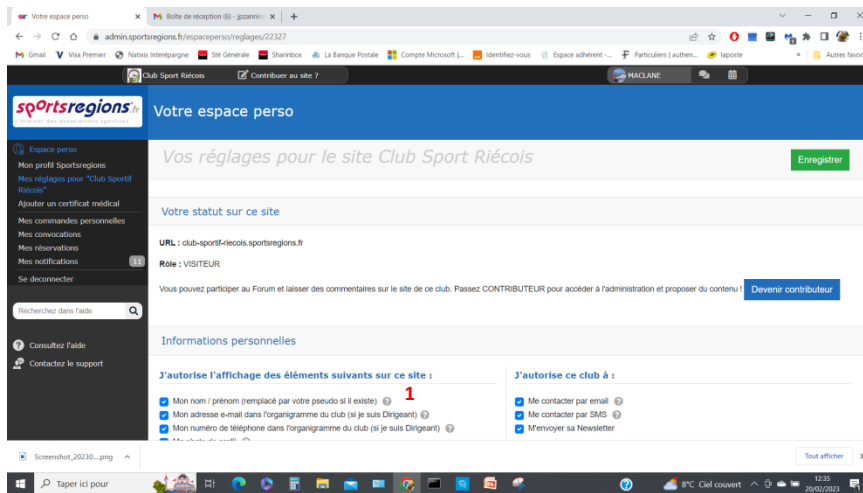 Votre espace perso
Boîte de réception (6) - jpzannin
admin.sportsregions.fr/espaceperso/reglages/22327
Gmail Visa Premier Natixis Interépargne Sté Générale Sharinbox La Banque Postale Compte Microsoft |... Identifiez-vous Espace adhérent -... Particuliers | authen... laposte » Autres favor
Club Sport Riécois Contribuer au site ? MACLANE
spOrtsregions.fr
L'internet des associations sportives
Votre espace perso
Espace perso
Mon profil Sportsregions
Mes réglages pour "Club Sportif
Riécois"
Ajouter un certificat médical
Mes commandes personnelles
Mes convocations
Mes réservations
Mes notifications 11
Se deconnecter
Recherchez dans l'aide
Consultez l'aide
Contactez le support
Vos réglages pour le site Club Sport Riécois
Enregistrer
Votre statut sur ce site
URL : club-sportif-riecois.sportsregions.fr
Rôle : VISITEUR
Vous pouvez participer au Forum et laisser des commentaires sur le site de ce club. Passez CONTRIBUTEUR pour accéder à l'administration et proposer du contenu ! Devenir contributeur
Informations personnelles
J'autorise l'affichage des éléments suivants sur ce site :
Mon nom / prénom (remplacé par votre pseudo si il existe) 1
Mon adresse e-mail dans l'organigramme du club (si je suis Dirigeant)
Mon numéro de téléphone dans l'organigramme du club (si je suis Dirigeant)
J'autorise ce club à :
Me contacter par email
Me contacter par SMS
M'envoyer sa Newsletter
Screenshot_20230....png
Tout afficher
Taper ici pour
8°C Ciel couvert
12:35
20/02/2023